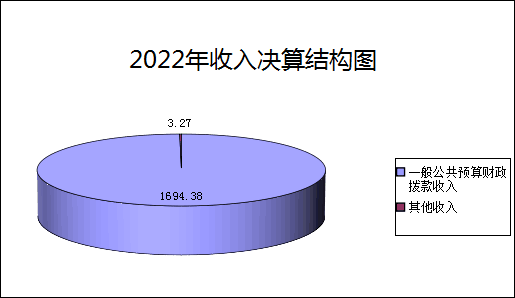 2022年收入决算结构图
3.27
1694.38
一般公共预算财政
拨款收入
其他收入